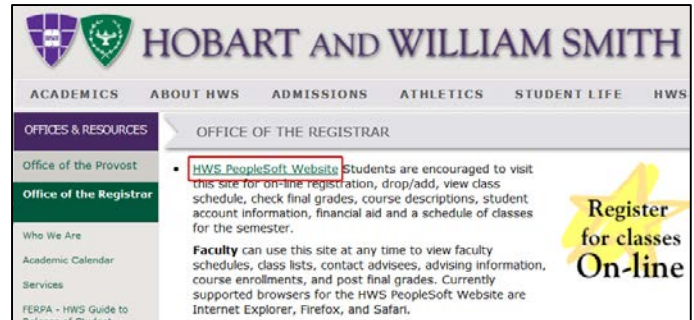 HOBART AND WILLIAM SMITH
ACADEMICS ABOUT HWS ADMISSIONS ATHLETICS STUDENT LIFE HWS
OFFICES & RESOURCES
Office of the Provost
Office of the Registrar
Who We Are
Academic Calendar
Services
FERPA - HWS Guide to
OFFICE OF THE REGISTRAR
• HWS PeopleSoft Website Students are encouraged to visit
this site for on-line registration, drop/add, view class
schedule, check final grades, course descriptions, student
account information, financial aid and a schedule of classes
for the semester.
Faculty can use this site at any time to view faculty
schedules, class lists, contact advisees, advising information,
course enrollments, and post final grades. Currently
supported browsers for the HWS PeopleSoft Website are
Internet Explorer, Firefox, and Safari.
Register
for classes
On-line